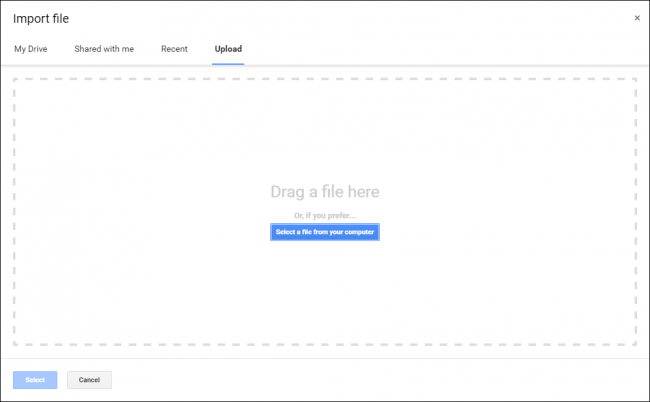 Import file
×
My Drive Shared with me Recent Upload
Drag a file here
Or, if you prefer...
Select a file from your computer
Select Cancel